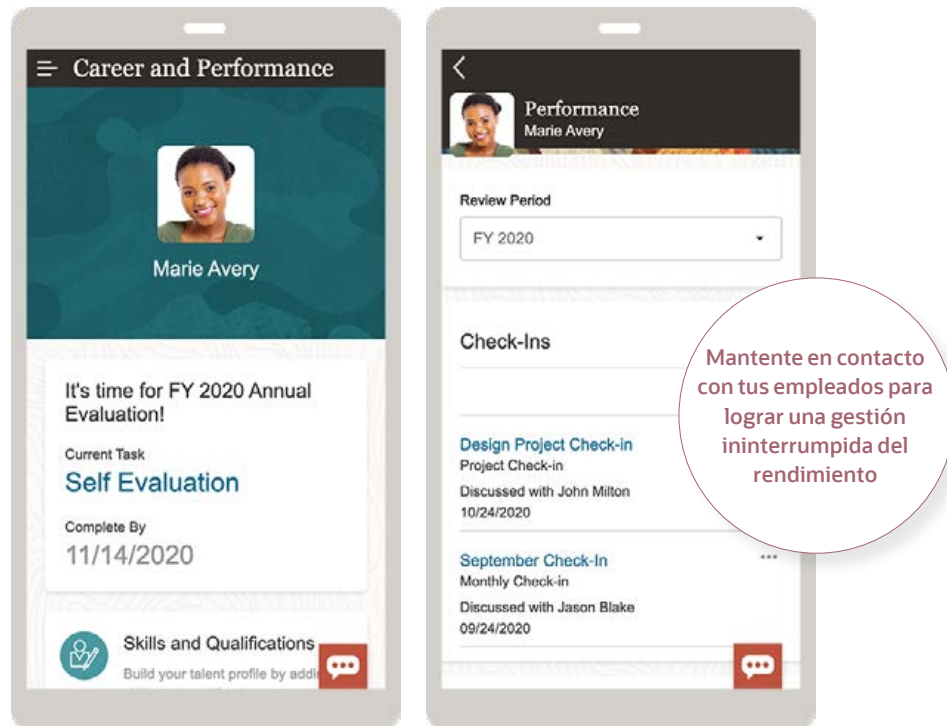 Career and Performance
Marie Avery
It's time for FY 2020 Annual
Evaluation!
Current Task
Self Evaluation
Complete By
11/14/2020
Skills and Qualifications
Build your talent profile by
Performance
Marie Avery
Review Period
FY 2020
Check-Ins
Design Project Check-in
Project Check-in
Discussed with John Milton
10/24/2020
September Check-In
Monthly Check-in
Discussed with Jason Blake
09/24/2020
Mantente en contacto
con tus empleados para
lograr una gestión
ininterrumpida del
rendimiento